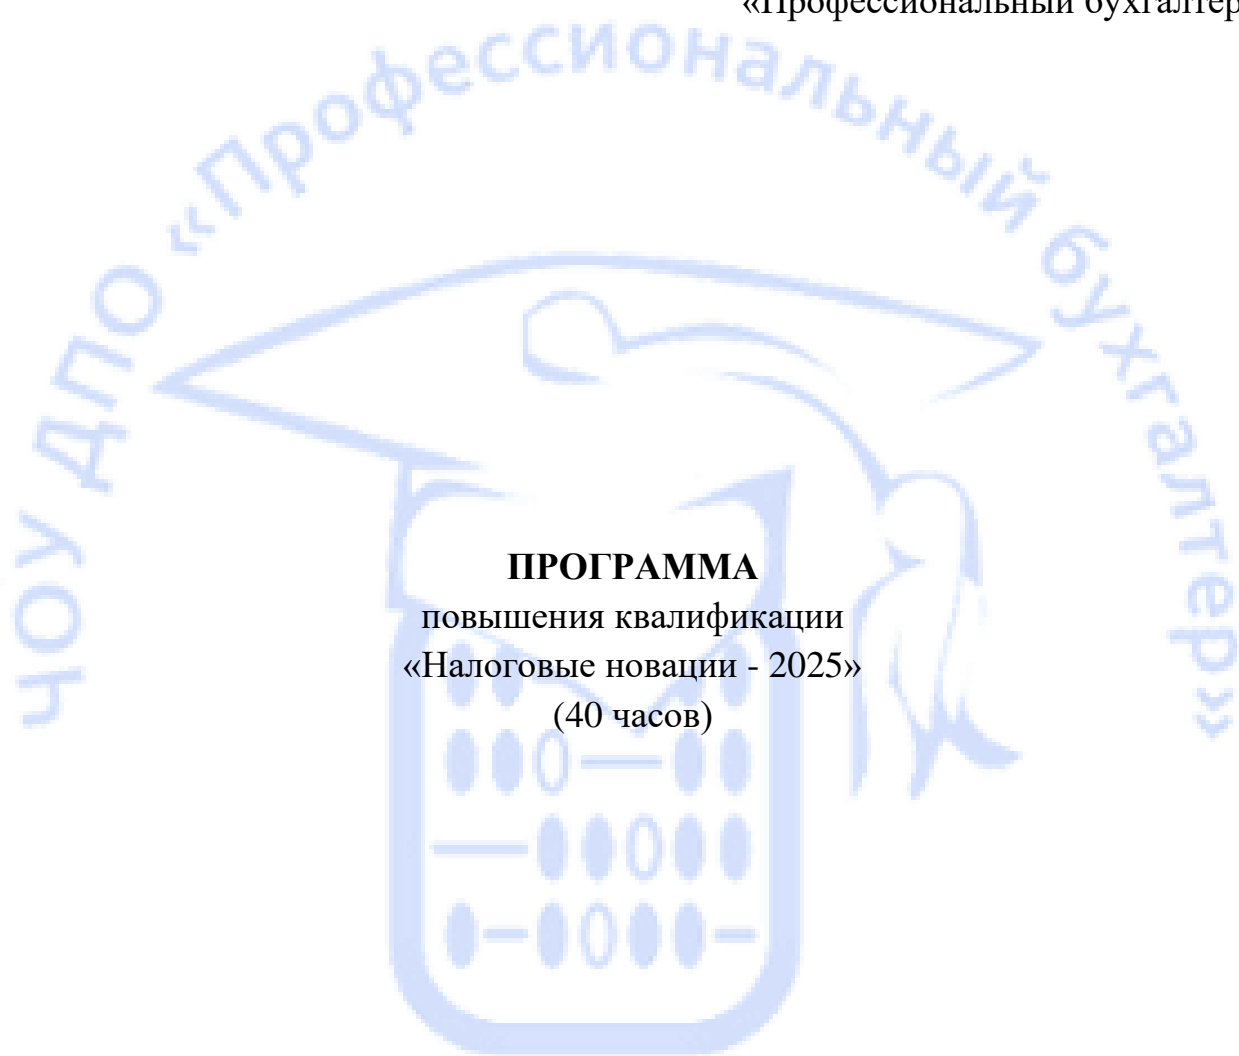 «Профессиональный бухгалтер
ЧОУ ДПО «Профессиональный бухгалтер»
ПРОГРАММА
повышения квалификации
«Налоговые новации - 2025»
(40 часов)